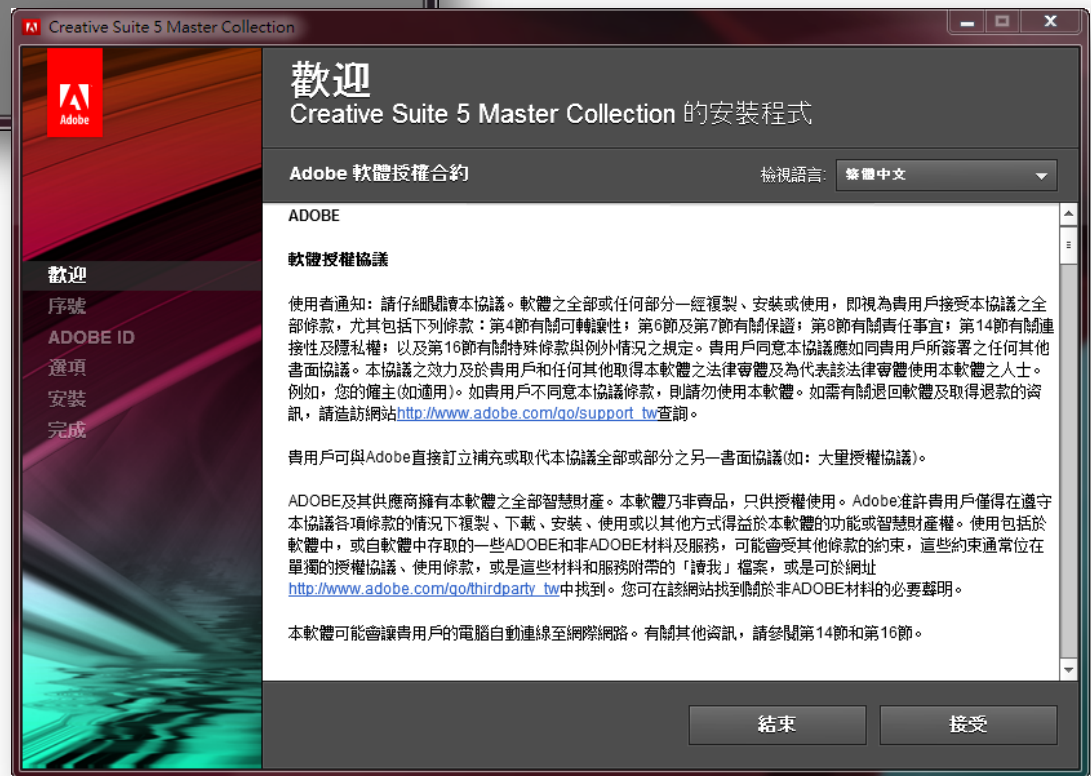 Creative Suite 5 Master Collection
Adobe
歡迎
Creative Suite 5 Master Collection 的安裝程式
Adobe 軟體授權合約
檢視語言:
繁體中文
歡迎
序號
ADOBE ID
選項
安裝
完成
ADOBE
軟體授權協議
使用者通知：請仔細閱讀本協議。軟體之全部或任何部分一經複製、安裝或使用，即視為貴用戶接受本協議之全
部條款，尤其包括下列條款：第4節有關可轉讓性；第6節及第7節有關保證；第8節有關責任事宜；第14節有關連
接性及隱私權；以及第16節有關特殊條款與例外情況之規定。貴用戶同意本協議應如同貴用戶所簽署之任何其他
書面協議。本協議之效力及於貴用戶和任何其他取得本軟體之法律實體及為代表該法律實體使用本軟體之人士。
例如，您的僱主(如適用)。如貴用戶不同意本協議條款，則請勿使用本軟體。如需有關退回軟體及取得退款的資
訊，請造訪網站http://www.adobe.com/go/support_tw查詢。
貴用戶可與Adobe直接訂立補充或取代本協議全部或部分之另一書面協議(如：大量授權協議)。
ADOBE及其供應商擁有本軟體之全部智慧財產。本軟體乃非賣品，只供授權使用。Adobe准許貴用戶僅得在遵守
本協議各項條款的情況下複製、下載、安裝、使用或以其他方式得益於本軟體的功能或智慧財產權。使用包括於
軟體中，或自軟體中存取的一些ADOBE和非ADOBE材料及服務，可能會受其他條款的約束，這些約束通常位在
單獨的授權協議、使用條款，或是這些材料和服務附帶的「讀我」檔案，或是可於網址
http://www.adobe.com/go/thirdparty_tw中找到。您可在該網站找到關於非ADOBE材料的必要聲明。
本軟體可能會讓貴用戶的電腦自動連線至網際網路。有關其他資訊，請參閱第14節和第16節。
結束
接受